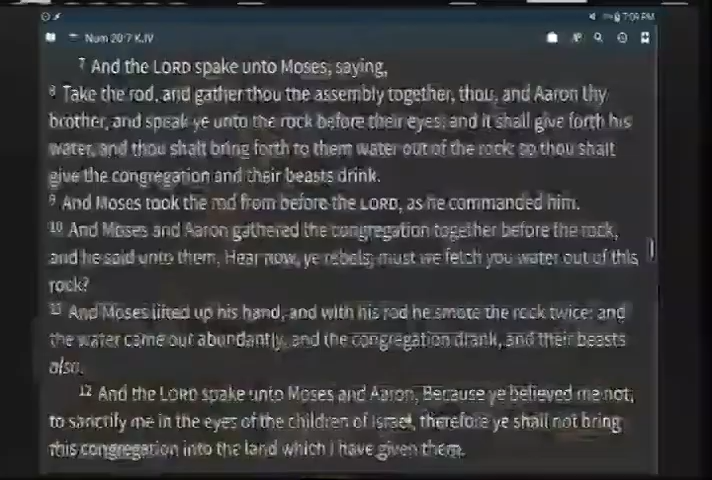 7:09 PM
Num 20:7 KJV
7 And the LORD spake unto Moses, saying,
8 Take the rod, and gather thou the assembly together, thou, and Aaron thy
brother, and speak ye unto the rock before their eyes; and it shall give forth his
water, and thou shalt bring forth to them water out of the rock: so thou shalt
give the congregation and their beasts drink.
9 And Moses took the rod from before the LORD, as he commanded him.
10 And Moses and Aaron gathered the congregation together before the rock,
and he said unto them, Hear now, ye rebels; must we fetch you water out of this
rock?
11 And Moses lifted up his hand, and with his rod he smote the rock twice: and
the water came out abundantly, and the congregation drank, and their beasts
also.
12 And the LORD spake unto Moses and Aaron, Because ye believed me not,
to sanctify me in the eyes of the children of Israel, therefore ye shall not bring
this congregation into the land which I have given them.